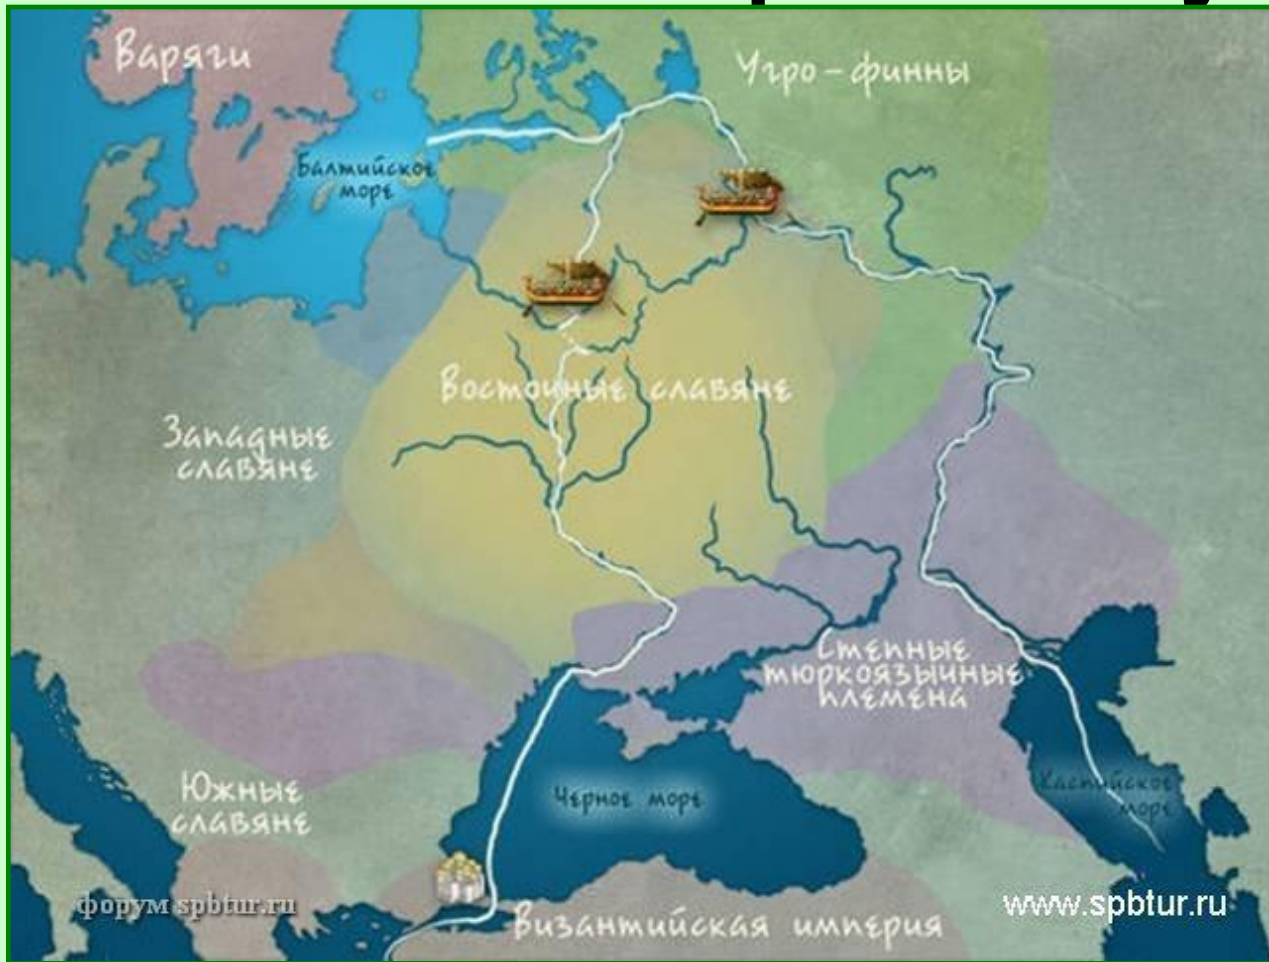 Варяги
Угро-финны
Балтийское
море
Восточные славяне
Западные
славяне
Степные
тюркоязычные
племена
Южные
славяне
Черное море
Каспийское
море
форум spbtur.ru
www.spbtur.ru
Византийская империя